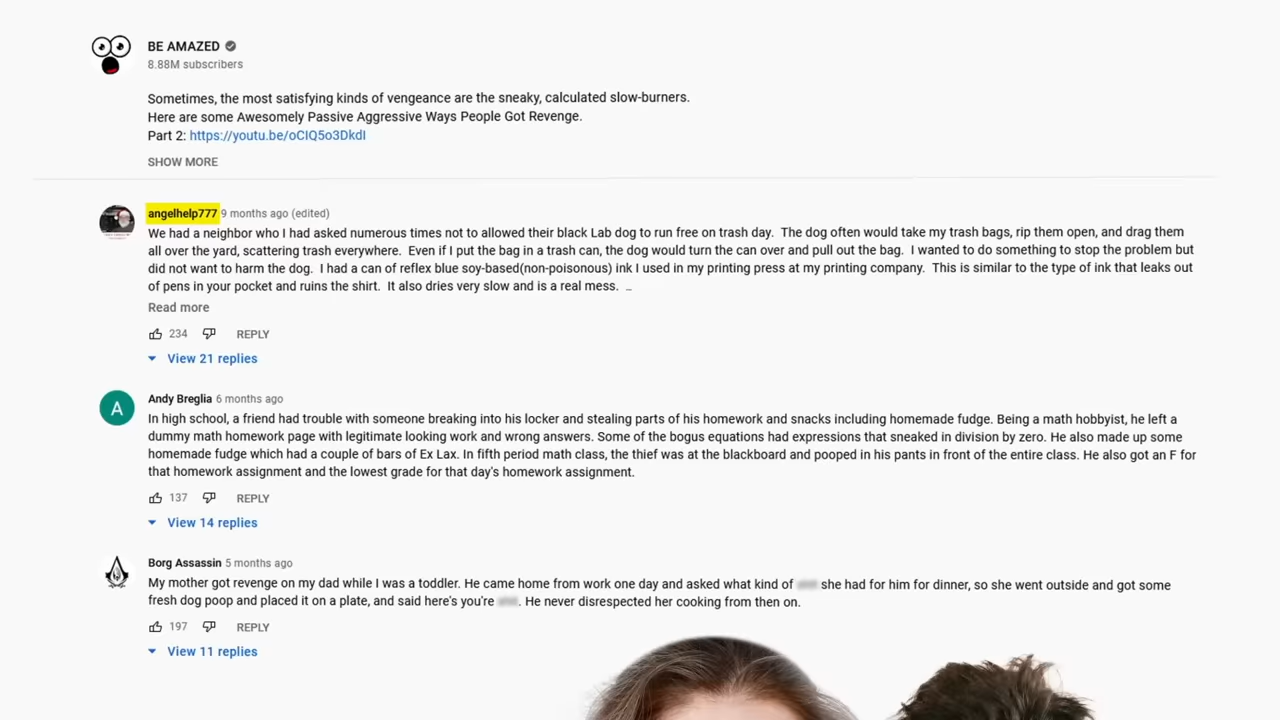 BE AMAZED
8.88M subscribers
Sometimes, the most satisfying kinds of vengeance are the sneaky, calculated slow-burners.
Here are some Awesomely Passive Aggressive Ways People Got Revenge.
Part 2: https://youtu.be/oCIQ5o3DkdI
SHOW MORE
angelhelp777 9 months ago (edited)
We had a neighbor who I had asked numerous times not to allowed their black Lab dog to run free on trash day. The dog often would take my trash bags, rip them open, and drag them
all over the yard, scattering trash everywhere. Even if I put the bag in a trash can, the dog would turn the can over and pull out the bag. I wanted to do something to stop the problem but
did not want to harm the dog. I had a can of reflex blue soy-based(non-poisonous) ink I used in my printing press at my printing company. This is similar to the type of ink that leaks out
of pens in your pocket and ruins the shirt. It also dries very slow and is a real mess. ...
Read more
234 REPLY
View 21 replies
A
Andy Breglia 6 months ago
In high school, a friend had trouble with someone breaking into his locker and stealing parts of his homework and snacks including homemade fudge. Being a math hobbyist, he left a
dummy math homework page with legitimate looking work and wrong answers. Some of the bogus equations had expressions that sneaked in division by zero. He also made up some
homemade fudge which had a couple of bars of Ex Lax. In fifth period math class, the thief was at the blackboard and pooped in his pants in front of the entire class. He also got an F for
that homework assignment and the lowest grade for that day's homework assignment.
137 REPLY
View 14 replies
Borg Assassin 5 months ago
My mother got revenge on my dad while I was a toddler. He came home from work one day and asked what kind of she had for him for dinner, so she went outside and got some
fresh dog poop and placed it on a plate, and said here's you're . He never disrespected her cooking from then on.
197 REPLY
View 11 replies